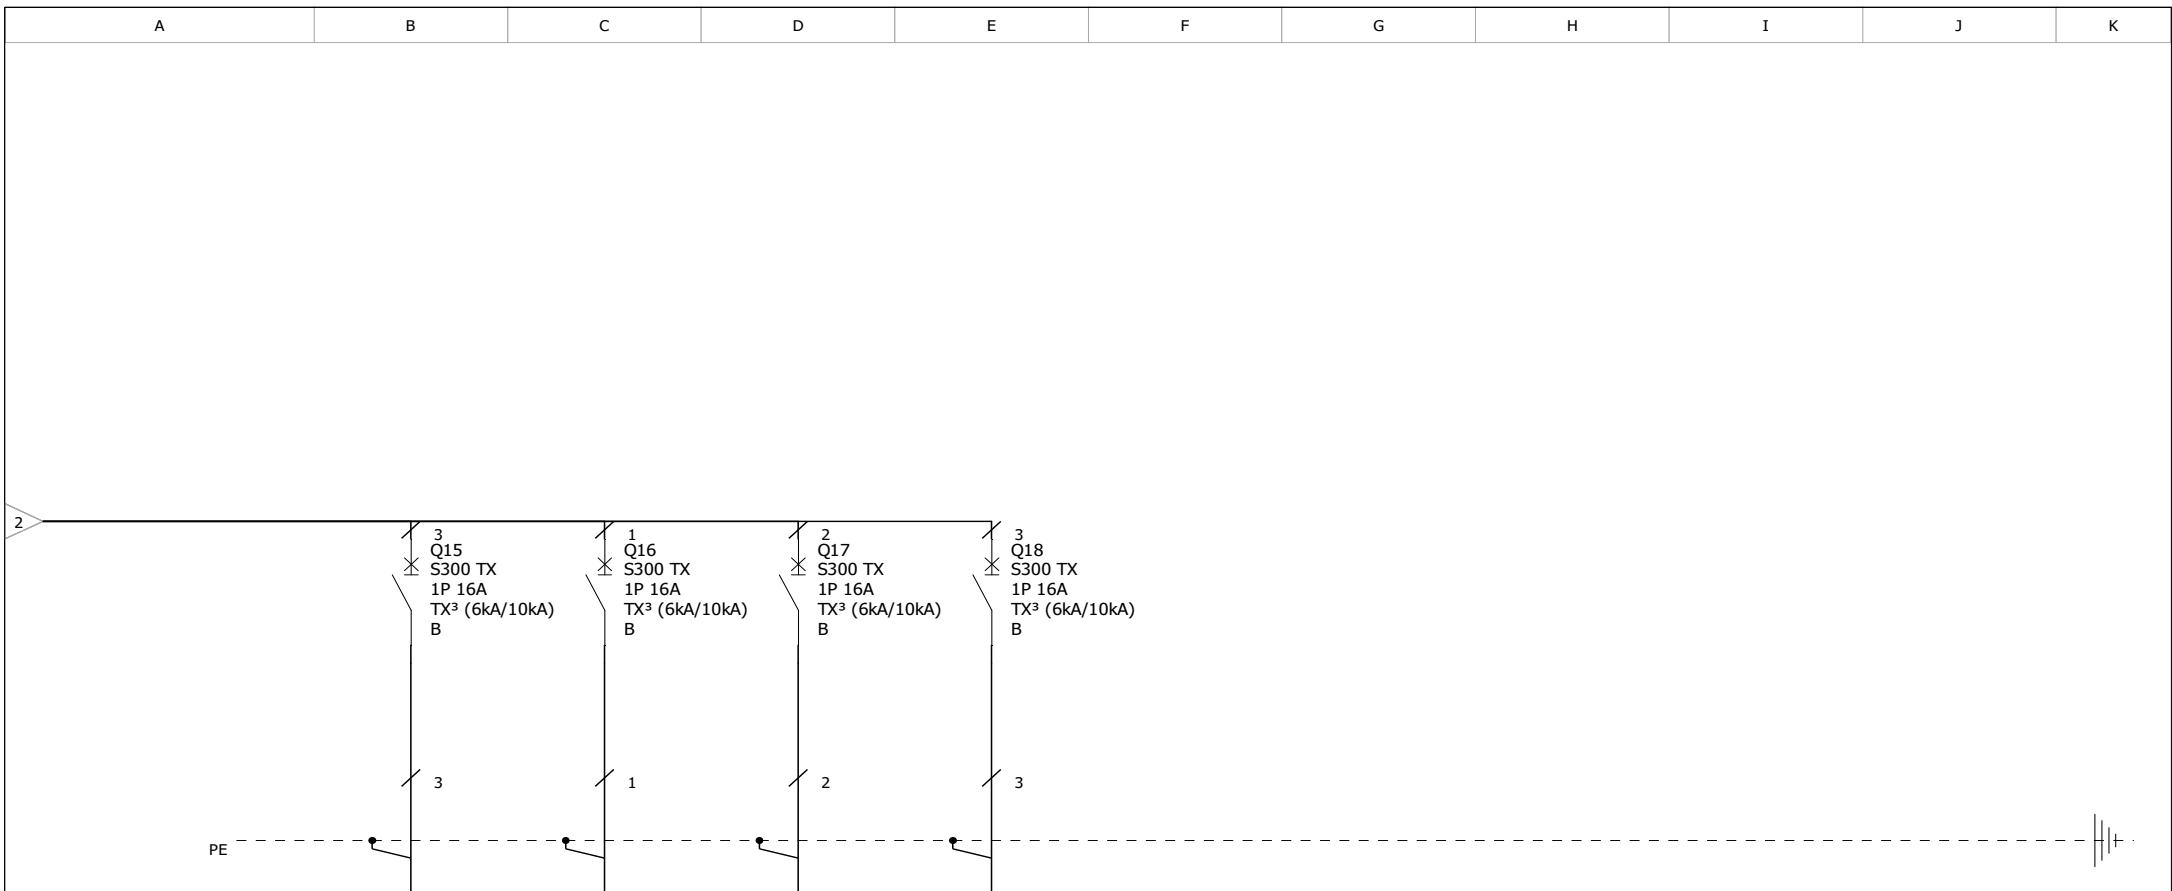 A B C D E F G H I J K
2
3 1 2 3
Q15 Q16 Q17 Q18
S300 TX S300 TX S300 TX S300 TX
1P 16A 1P 16A 1P 16A 1P 16A
TX³ (6kA/10kA) TX³ (6kA/10kA) TX³ (6kA/10kA) TX³ (6kA/10kA)
B B B B
3 1 2 3
PE